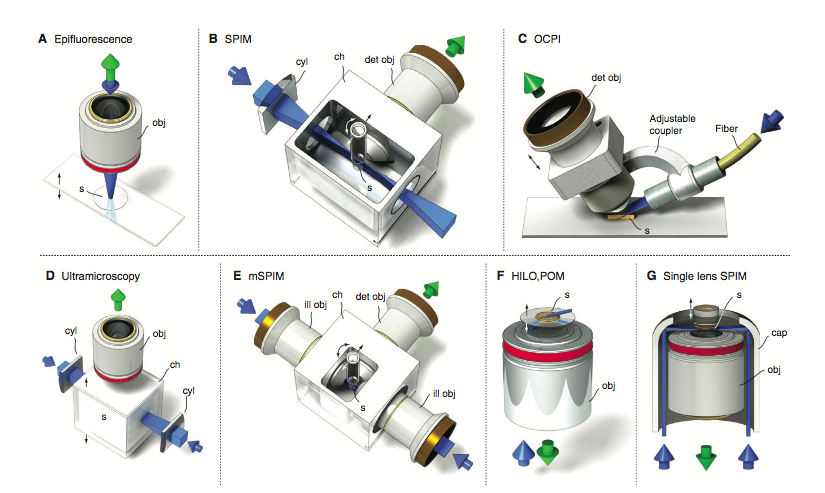 A Epifluorescence
obj
s
B SPIM
cyl
ch
det obj
s
C OCPI
det obj
Adjustable
coupler
Fiber
s
D Ultramicroscopy
cyl
obj
ch
cyl
s
E mSPIM
ill obj
ch
det obj
s
ill obj
F HILO,POM
s
obj
G Single lens SPIM
s
cap
obj